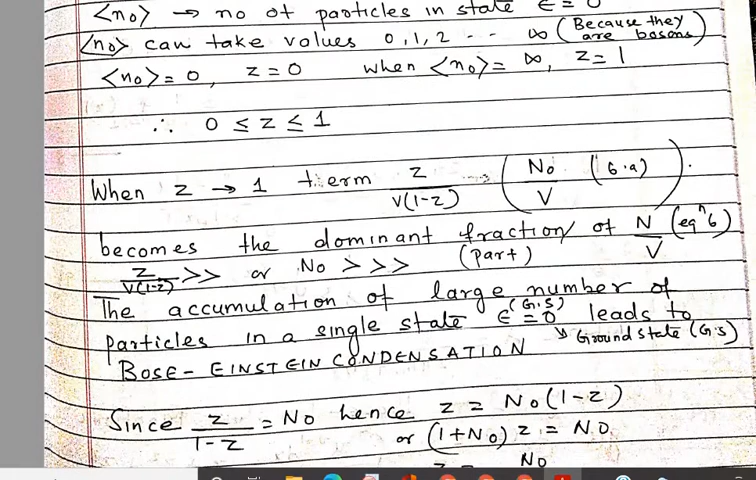 <n₀> → no of particles in state ε = 0
<n₀> can take values 0, 1, 2 -- - ∞ (Because they are bosons)
<n₀> = 0, z = 0 when <n₀> = ∞, z = 1
∴ 0 ≤ z ≤ 1
When z → 1 term z/V(1-z) (N₀/V (6.a)).
becomes the dominant fraction of N/V (eqⁿ 6)
(part)
z/V(1-z) >> or N₀ >>>
The accumulation of large number of
particles in a single state ε = 0 (G.S) leads to
↘ Ground state (G.S)
BOSE-EINSTEIN CONDENSATION
Since z/1-z = N₀ hence z = N₀(1-z)
or (1+N₀) z = N₀
z = N₀